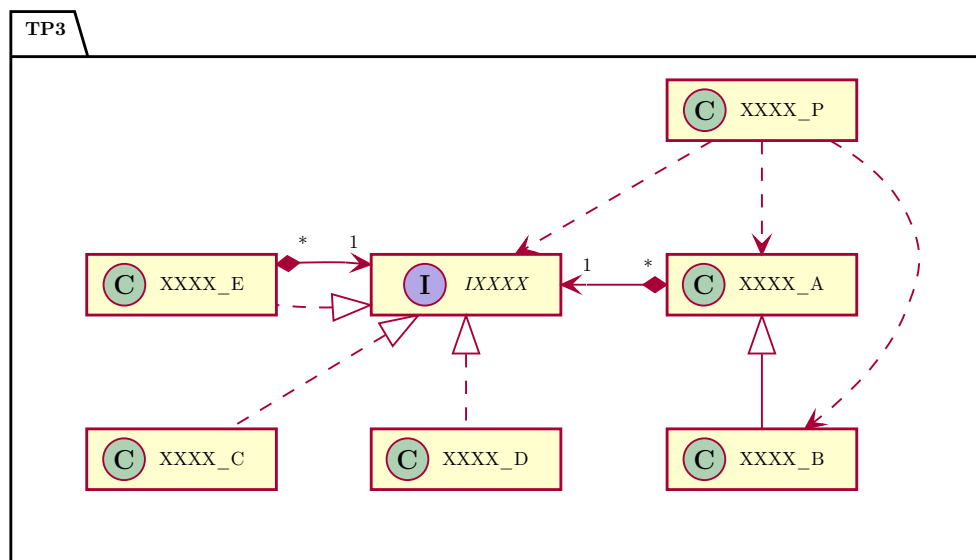 TP3
C XXXX_P
* 1
1 *
C XXXX_E
I IXXXX
C XXXX_A
C XXXX_C
C XXXX_D
C XXXX_B